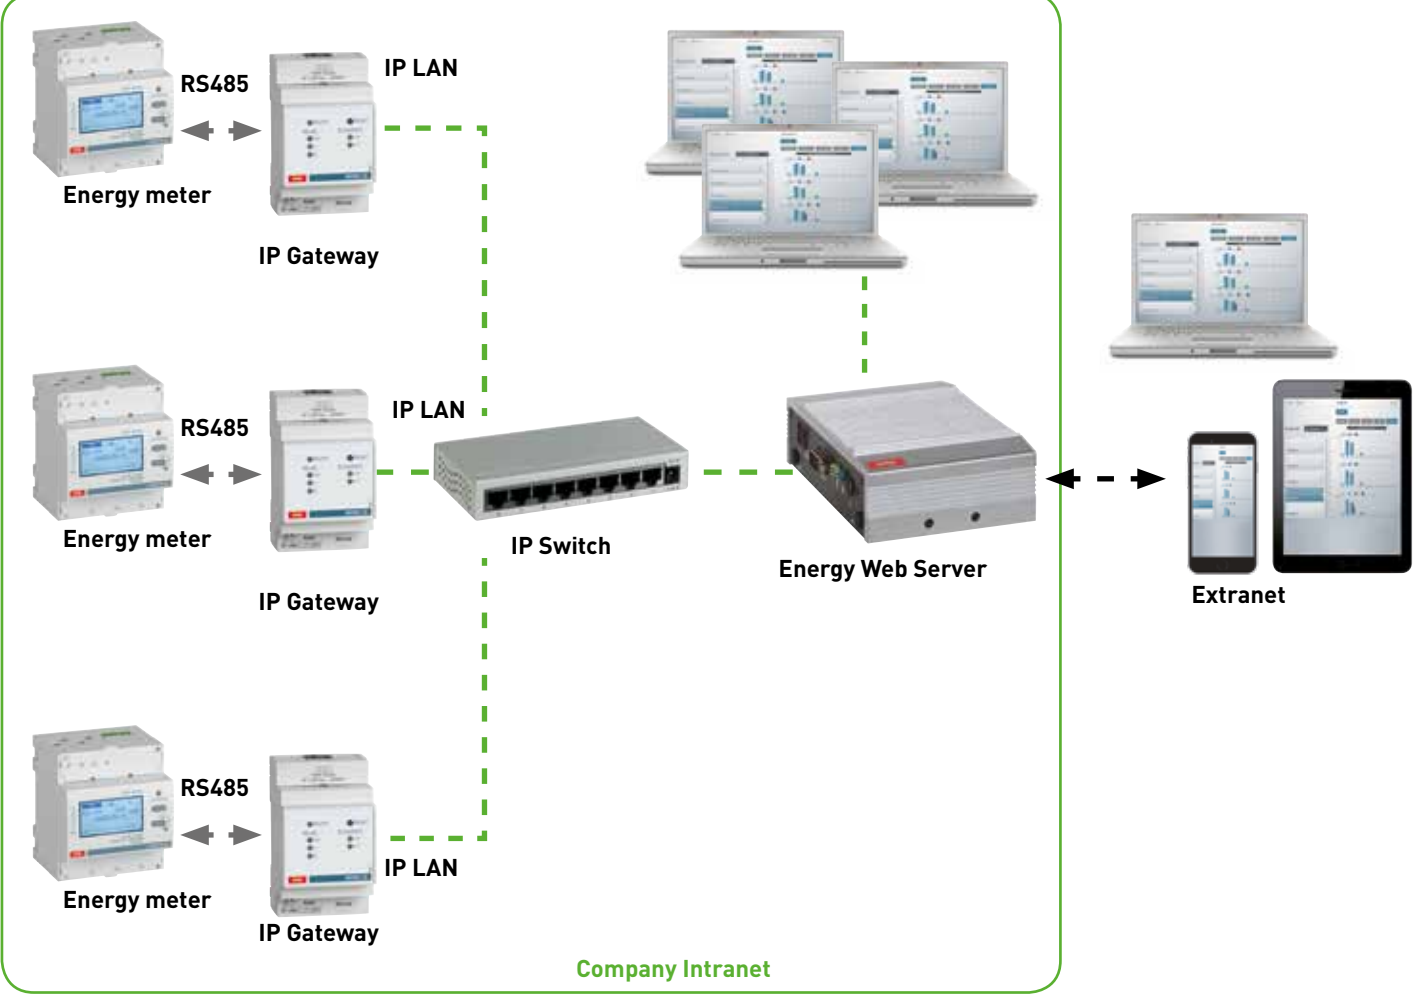 RS485
IP LAN
Energy meter
IP Gateway
RS485
IP LAN
Energy meter
IP Gateway
IP Switch
Energy Web Server
Extranet
RS485
IP LAN
Energy meter
IP Gateway
Company Intranet